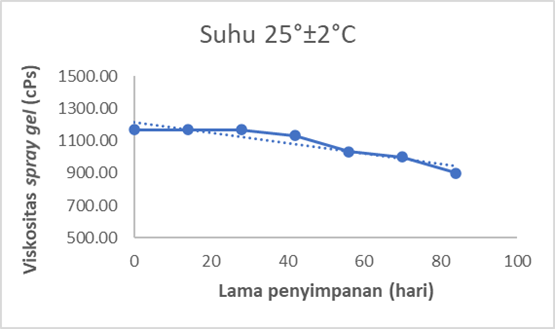 Suhu 25°±2°C
Viskositas spray gel (cPs)
1500.00
1300.00
1100.00
900.00
700.00
500.00
0 20 40 60 80 100
Lama penyimpanan (hari)